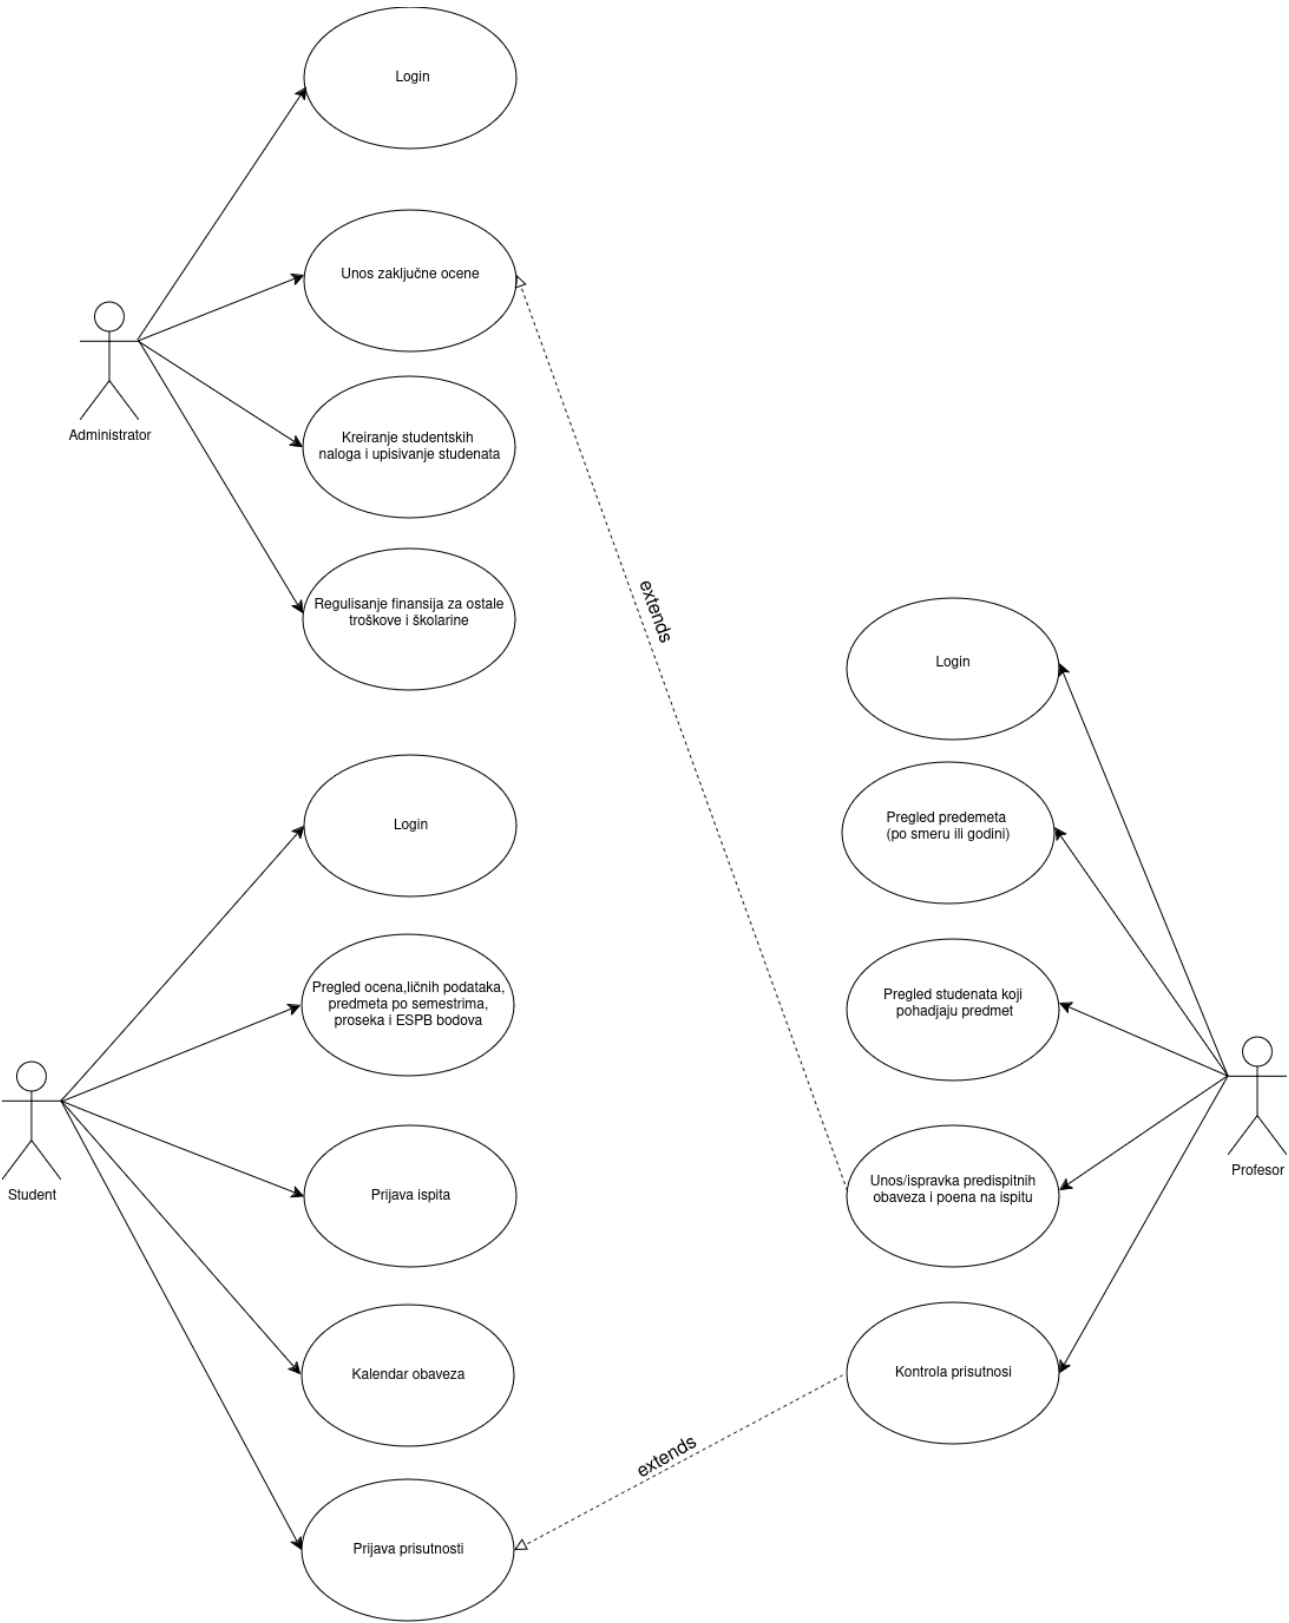 Login
Unos zaključne ocene
Administrator
Kreiranje studentskih
naloga i upisivanje studenata
Regulisanje finansija za ostale
troškove i školarine
extends
Login
Pregled predemeta
(po smeru ili godini)
Pregled studenata koji
pohadjaju predmet
Profesor
Unos/ispravka predispitnih
obaveza i poena na ispitu
Kontrola prisutnosi
Login
Pregled ocena,ličnih podataka,
predmeta po semestrima,
proseka i ESPB bodova
Student
Prijava ispita
Kalendar obaveza
extends
Prijava prisutnosti